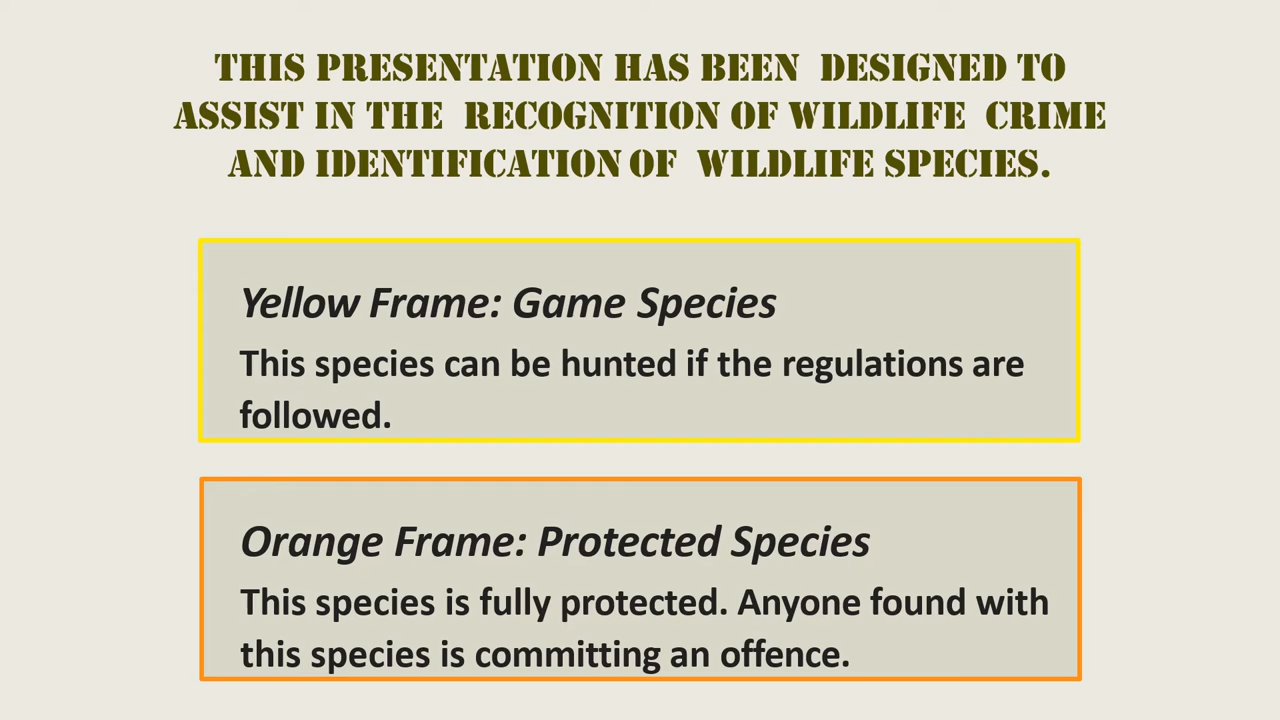 THIS PRESENTATION HAS BEEN DESIGNED TO
ASSIST IN THE RECOGNITION OF WILDLIFE CRIME
AND IDENTIFICATION OF WILDLIFE SPECIES.
Yellow Frame: Game Species
This species can be hunted if the regulations are
followed.
Orange Frame: Protected Species
This species is fully protected. Anyone found with
this species is committing an offence.